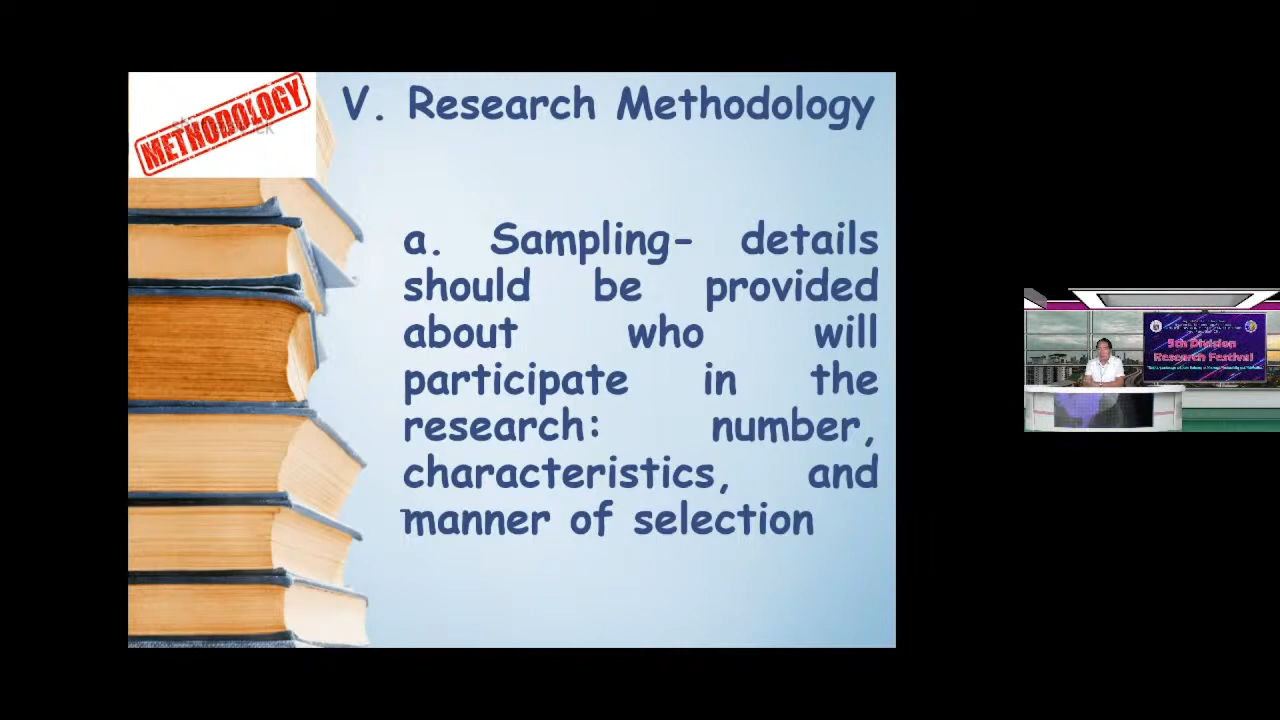 METHODOLOGY
V. Research Methodology
a. Sampling- details
should be provided
about who will
participate in the
research: number,
characteristics, and
manner of selection
5th Division
Research Festival